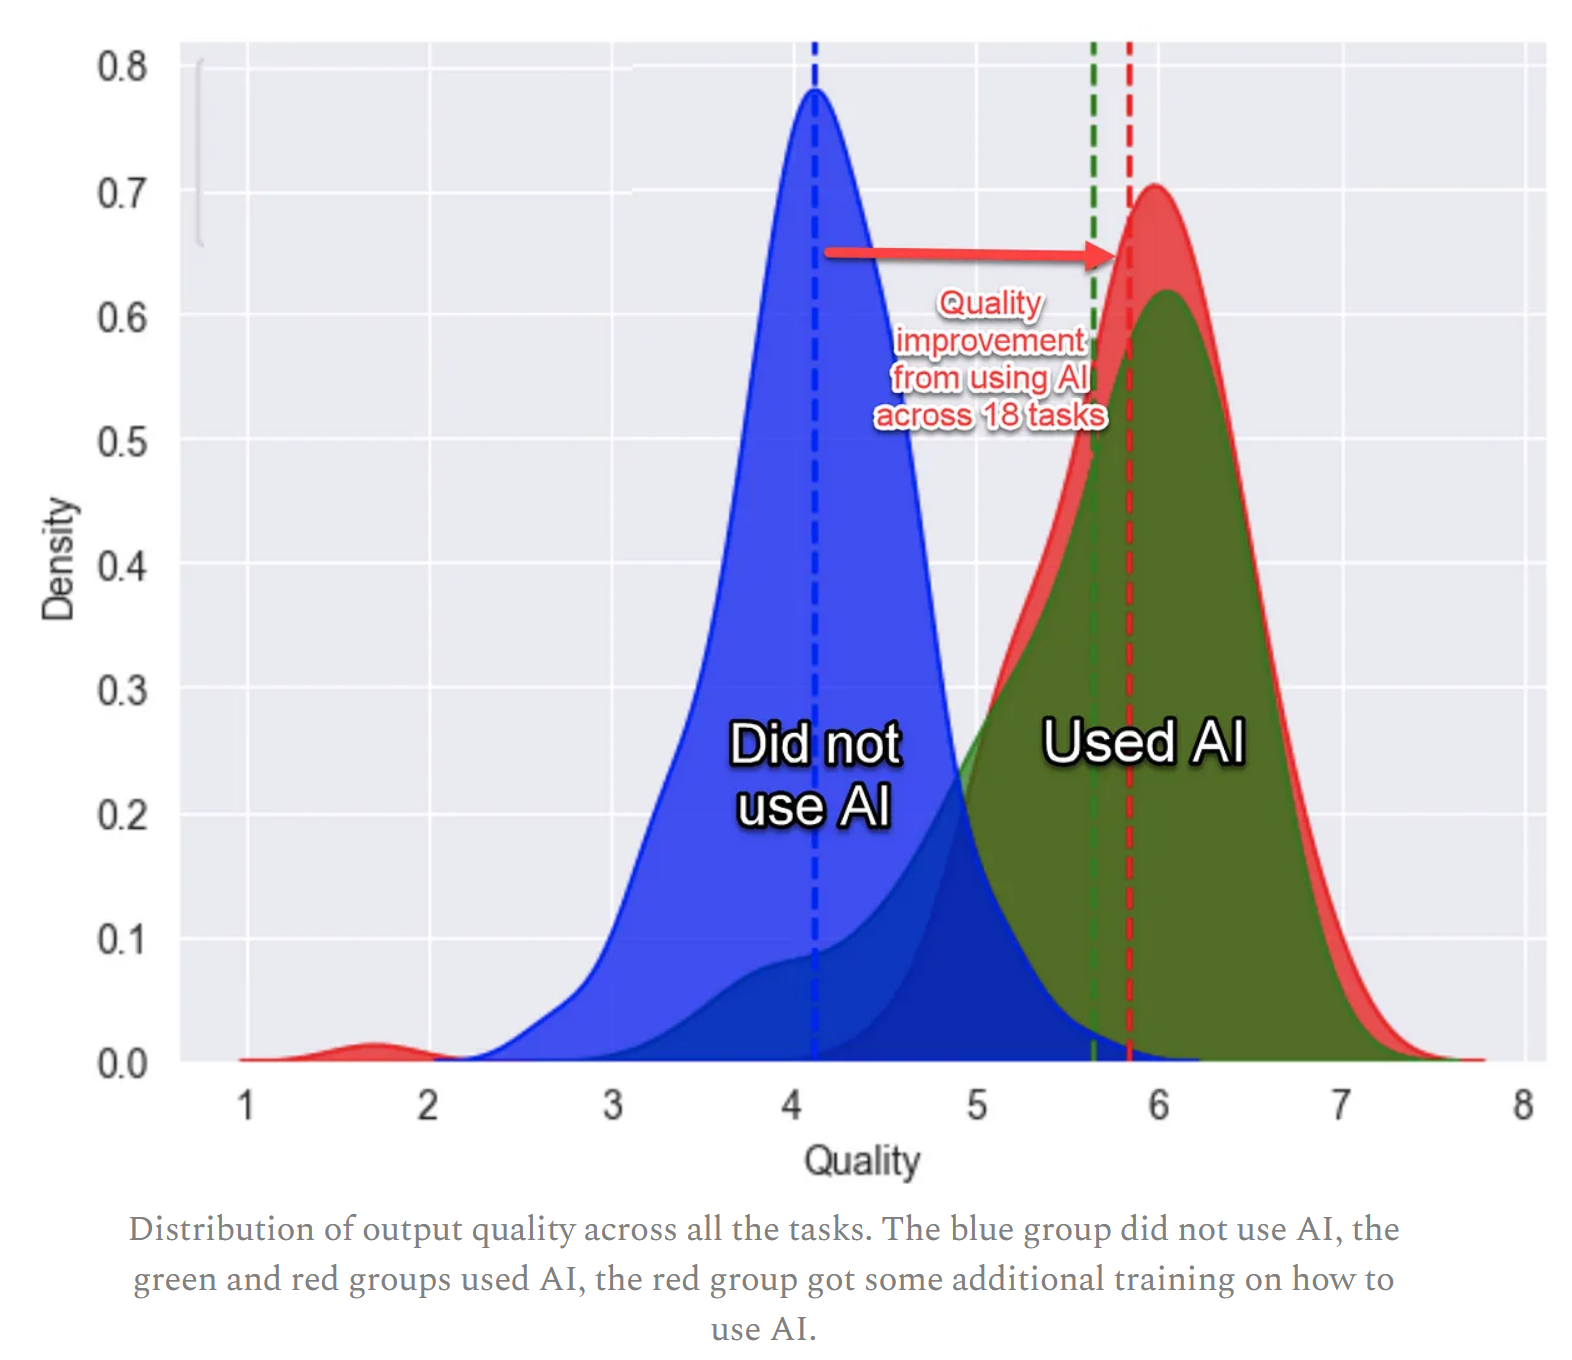 0.8
0.7
0.6
0.5
0.4
0.3
0.2
0.1
0.0
Density
Quality
improvement
from using AI
across 18 tasks
Did not
use AI
Used AI
1 2 3 4 5 6 7 8
Quality
Distribution of output quality across all the tasks. The blue group did not use AI, the
green and red groups used AI, the red group got some additional training on how to
use AI.